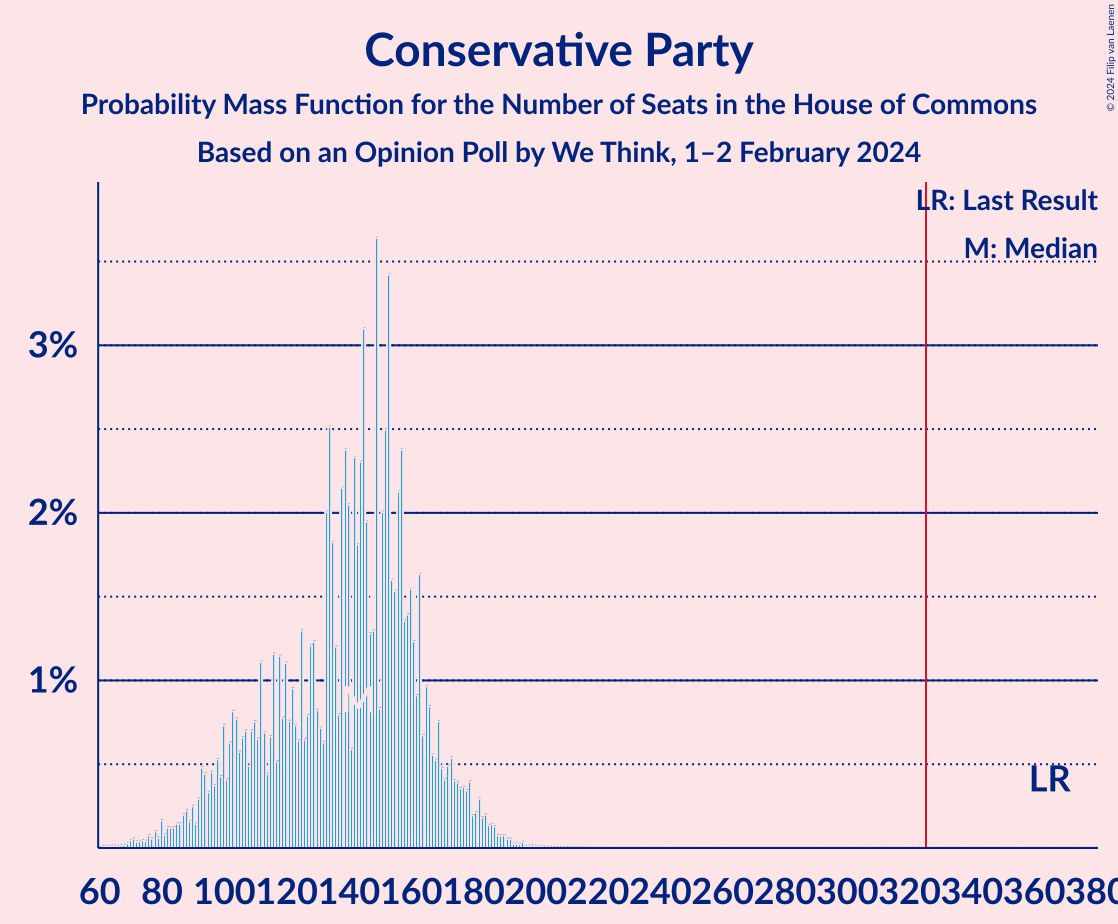 Conservative Party
Probability Mass Function for the Number of Seats in the House of Commons
Based on an Opinion Poll by We Think, 1–2 February 2024
© 2024 Filip van Laenen
LR: Last Result
M: Median
3%
2%
1%
M
LR
60 80 100 120 140 160 180 200 220 240 260 280 300 320 340 360 380